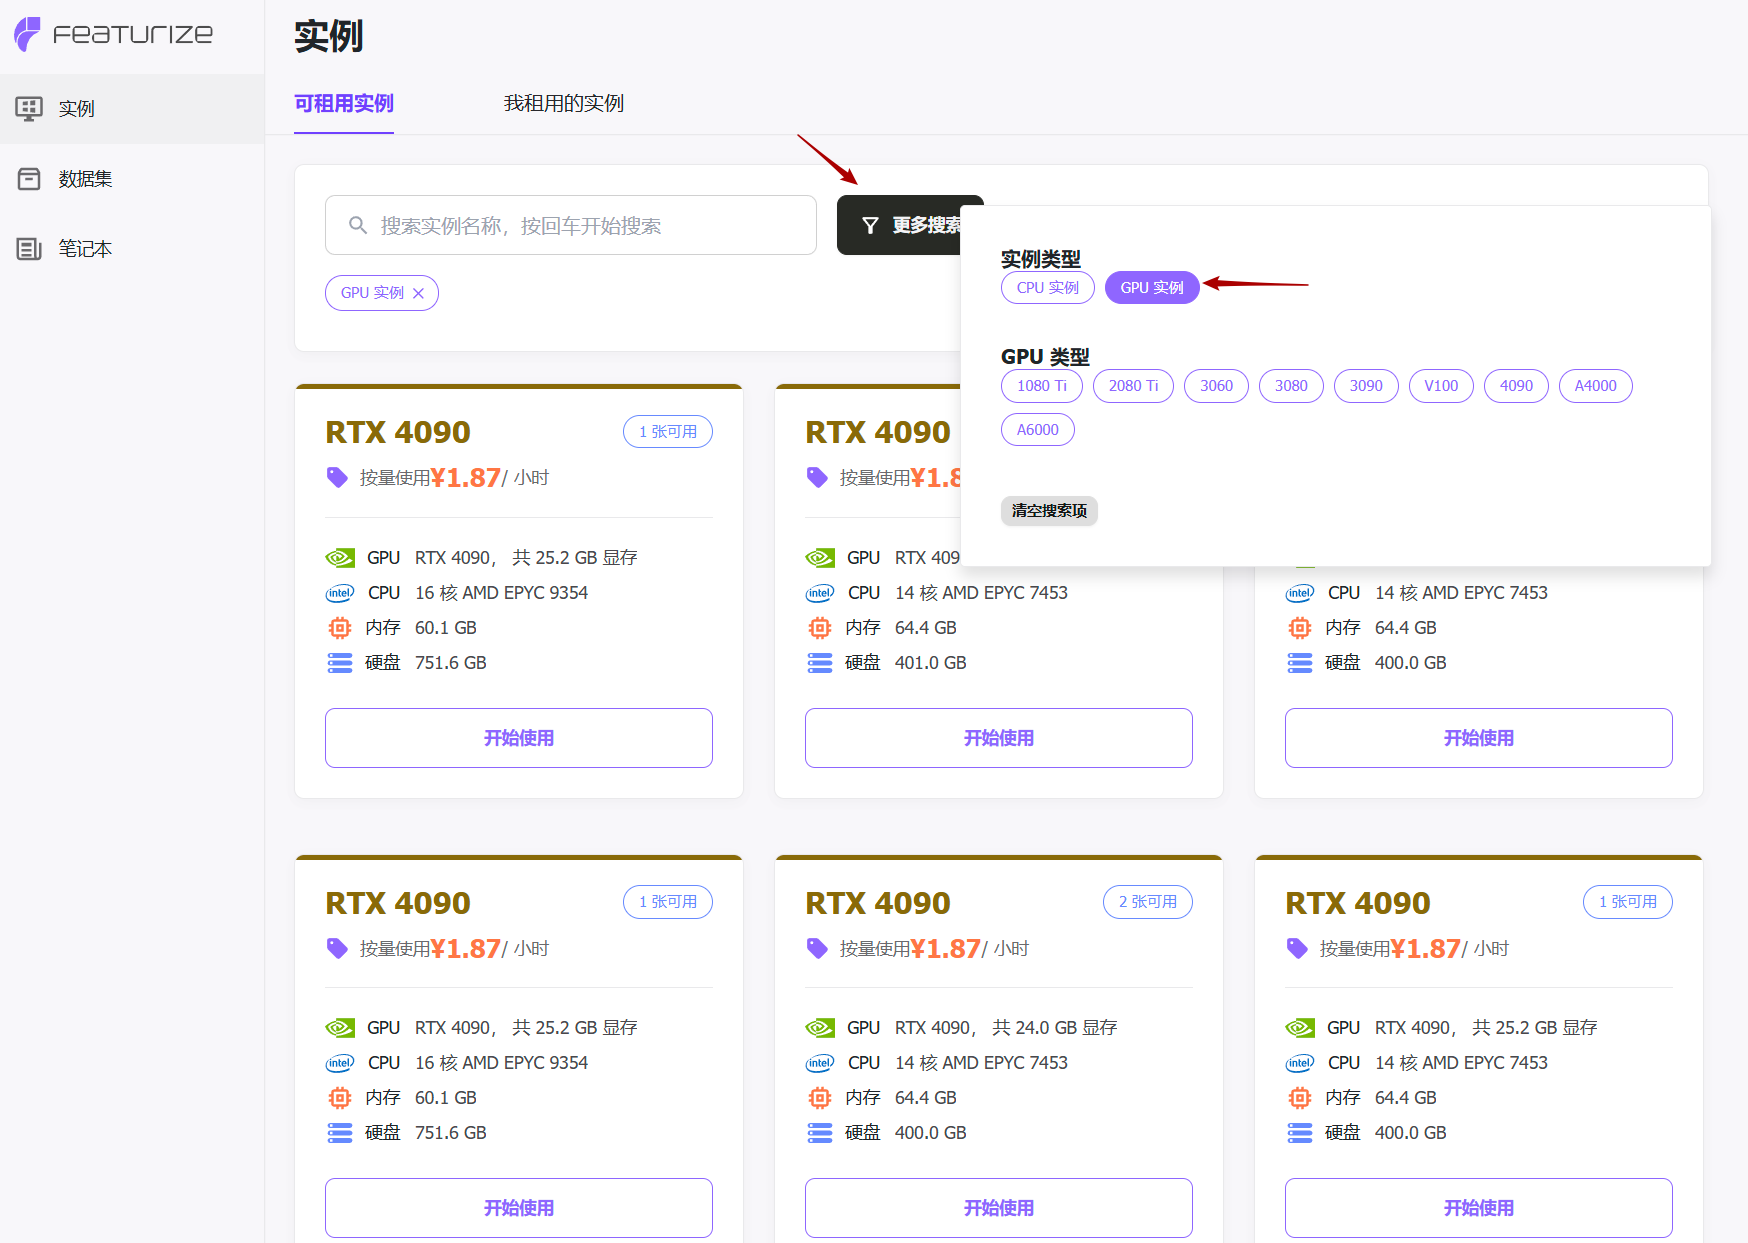 Featurize
实例
数据集
笔记本
实例
可租用实例
我租用的实例
搜索实例名称，按回车开始搜索
更多搜索
GPU 实例
实例类型
CPU 实例
GPU 实例
GPU 类型
1080 Ti
2080 Ti
3060
3080
3090
V100
4090
A4000
A6000
清空搜索项
RTX 4090
1 张可用
按量使用¥1.87/ 小时
GPU RTX 4090， 共 25.2 GB 显存
CPU 16 核 AMD EPYC 9354
内存 60.1 GB
硬盘 751.6 GB
开始使用
RTX 4090
按量使用¥1.8
GPU RTX 409
intel CPU 14 核 AMD EPYC 7453
内存 64.4 GB
硬盘 401.0 GB
开始使用
intel CPU 14 核 AMD EPYC 7453
内存 64.4 GB
硬盘 400.0 GB
开始使用
RTX 4090
1 张可用
按量使用¥1.87/ 小时
GPU RTX 4090， 共 25.2 GB 显存
intel CPU 16 核 AMD EPYC 9354
内存 60.1 GB
硬盘 751.6 GB
开始使用
RTX 4090
2 张可用
按量使用¥1.87/ 小时
GPU RTX 4090， 共 24.0 GB 显存
intel CPU 14 核 AMD EPYC 7453
内存 64.4 GB
硬盘 400.0 GB
开始使用
RTX 4090
1 张可用
按量使用¥1.87/ 小时
GPU RTX 4090， 共 25.2 GB 显存
intel CPU 14 核 AMD EPYC 7453
内存 64.4 GB
硬盘 400.0 GB
开始使用